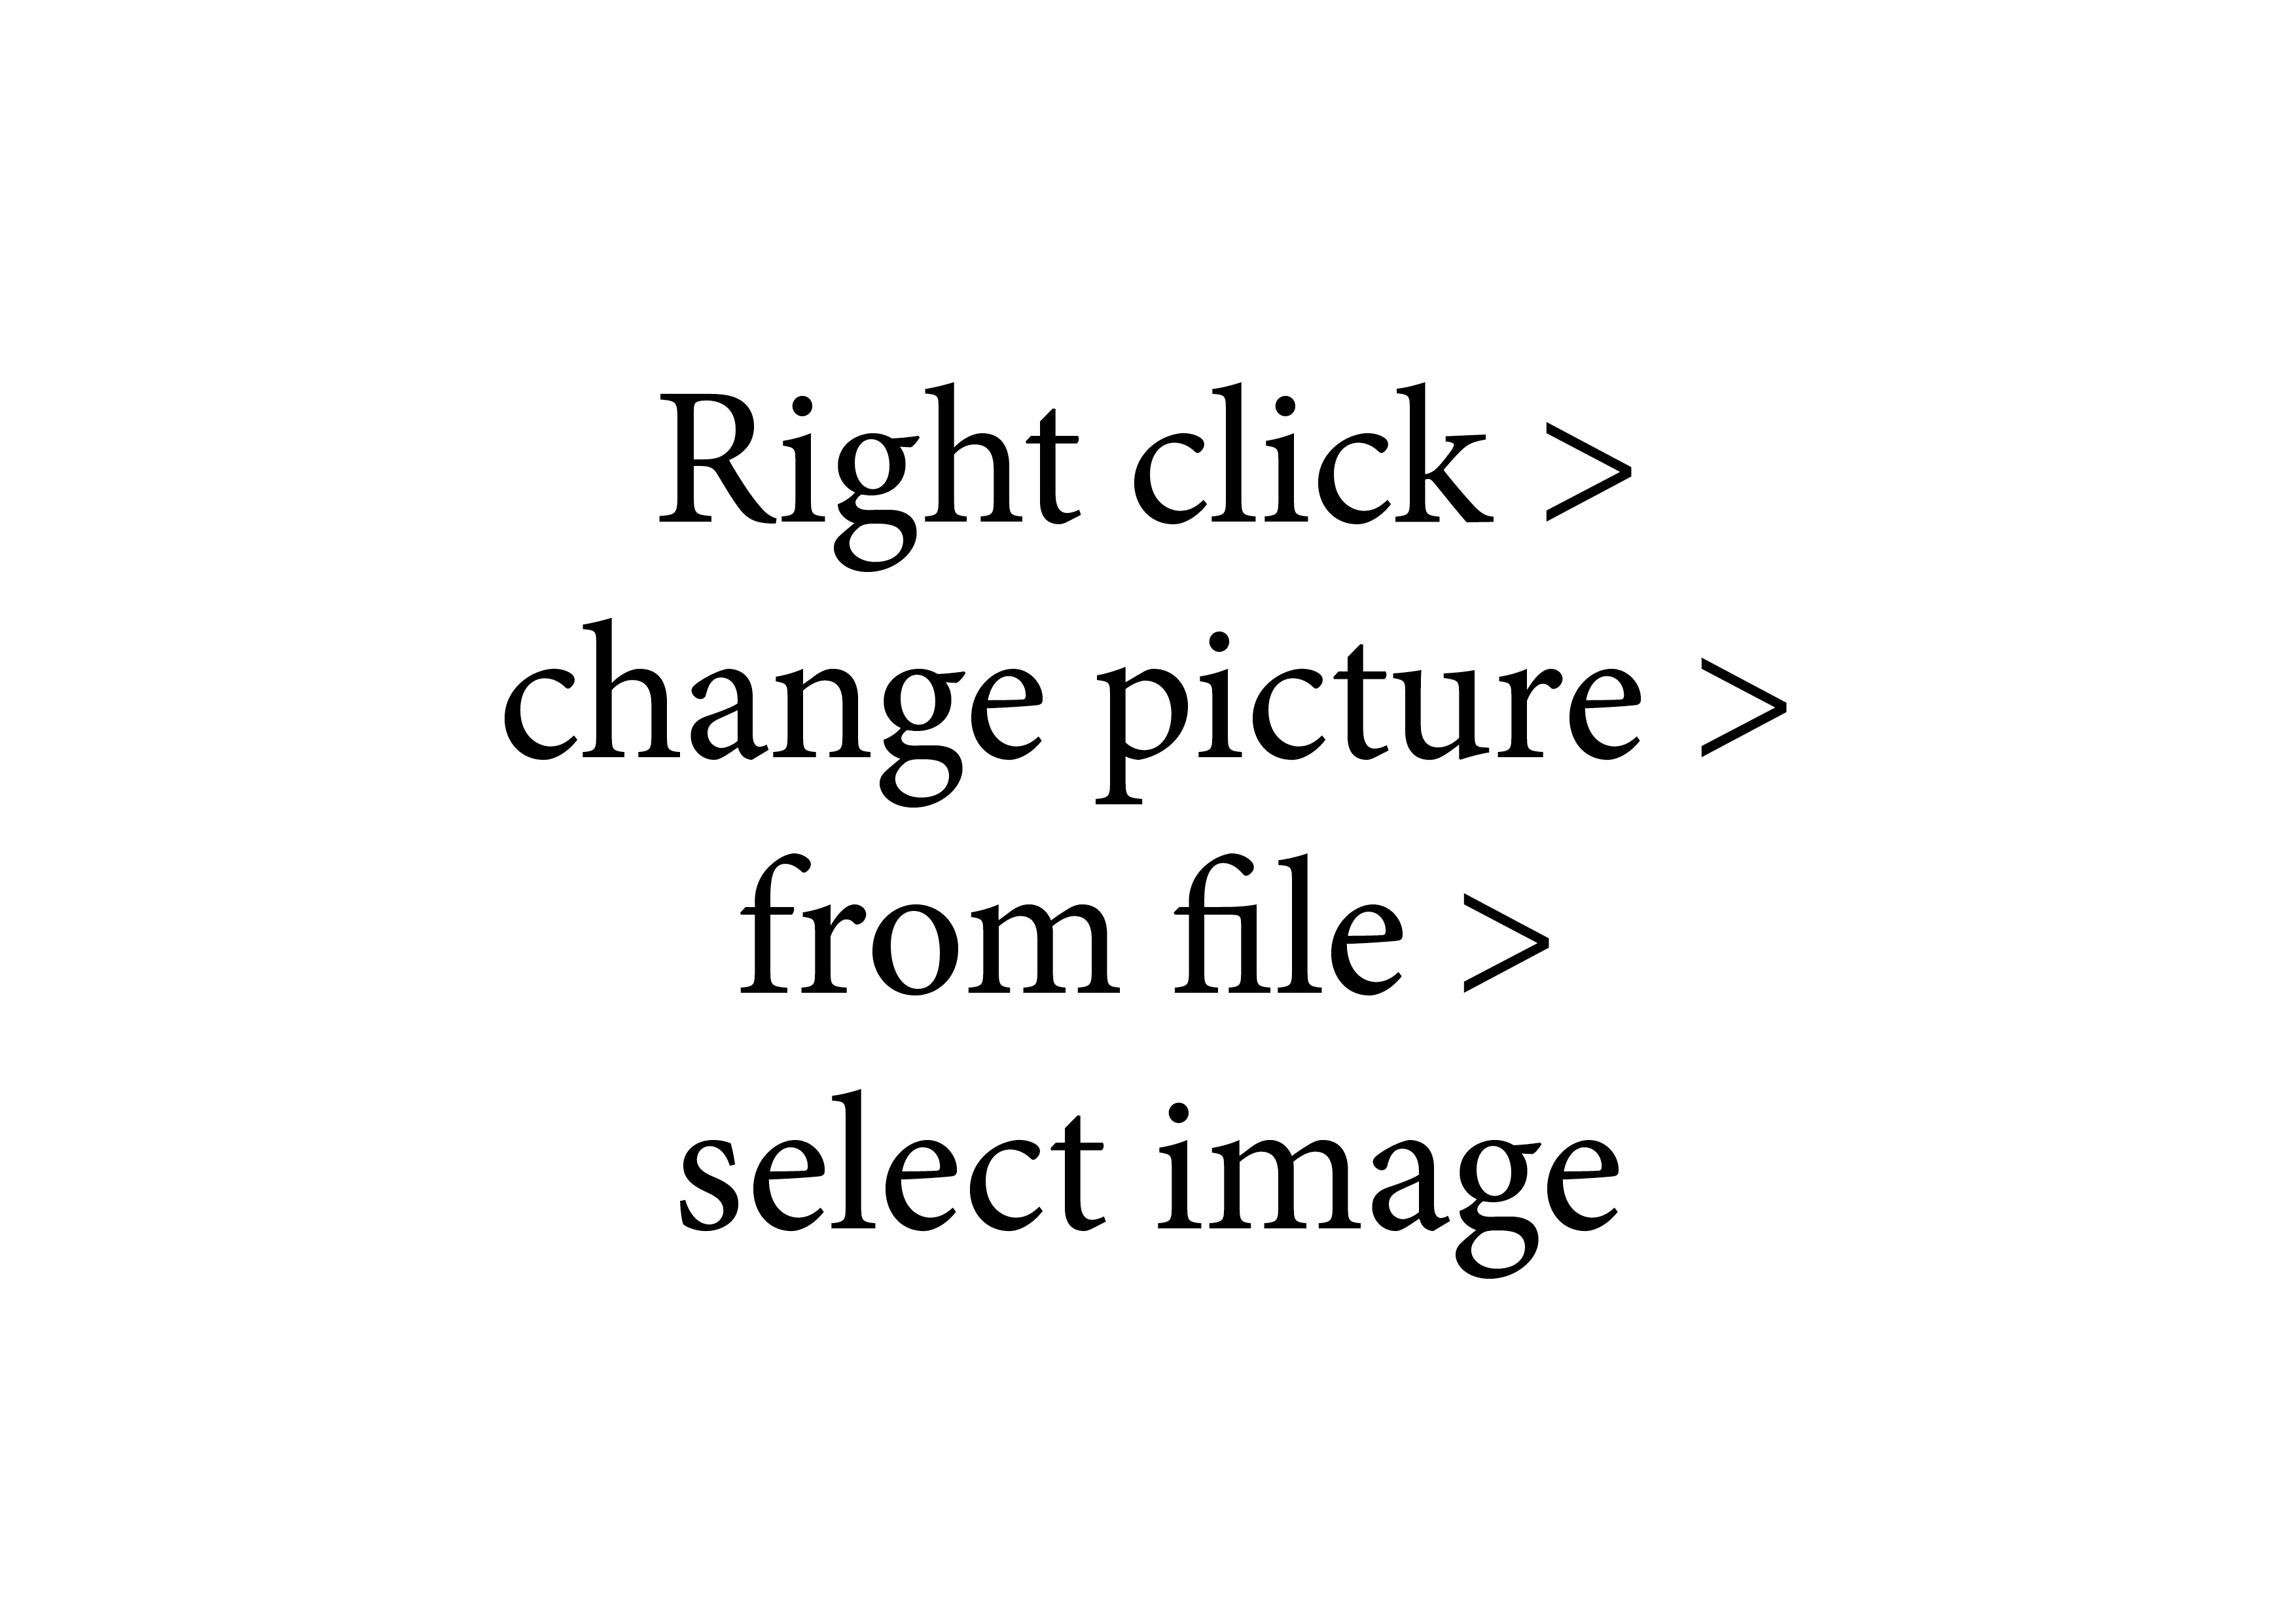 Right click >
change picture >
from file >
select image